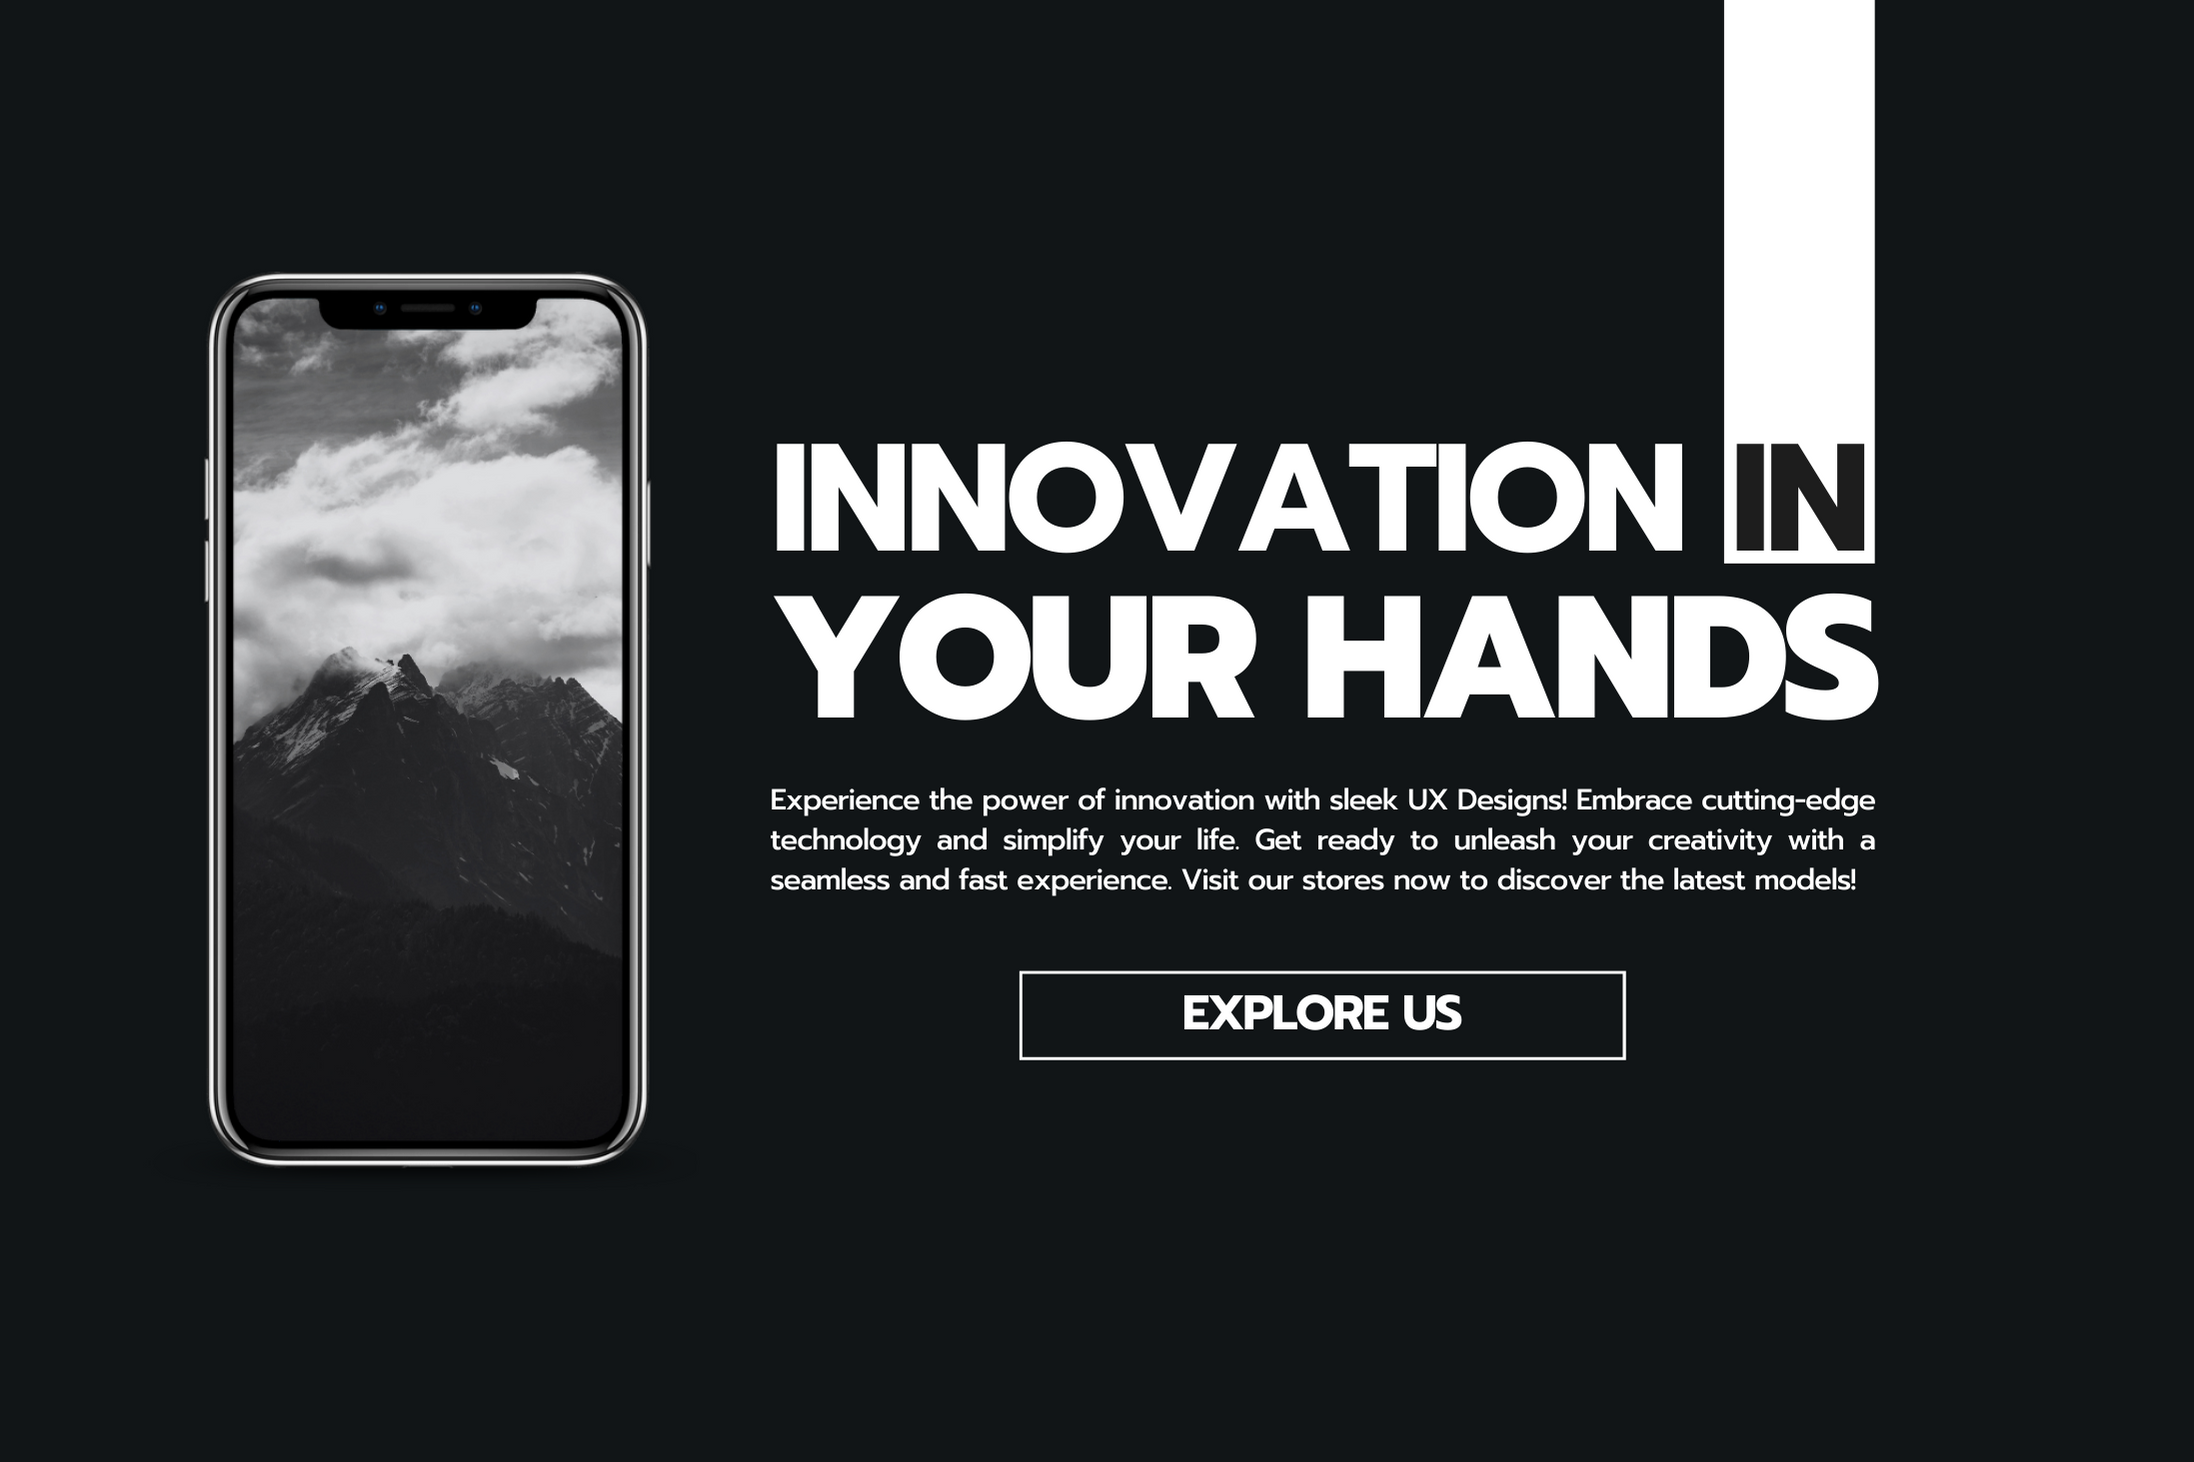 INNOVATION IN
YOUR HANDS
Experience the power of innovation with sleek UX Designs! Embrace cutting-edge
technology and simplify your life. Get ready to unleash your creativity with a
seamless and fast experience. Visit our stores now to discover the latest models!
EXPLORE US